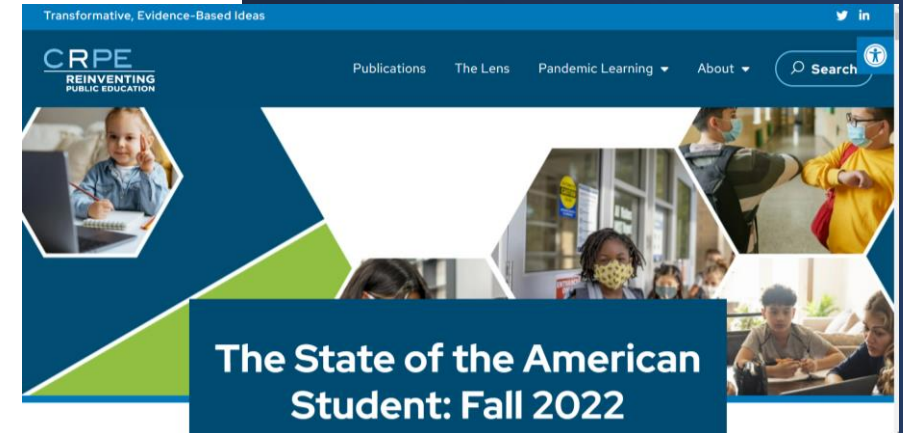 Transformative, Evidence-Based Ideas
CRPE
REINVENTING
PUBLIC EDUCATION
Publications
The Lens
Pandemic Learning
About
Search
The State of the American
Student: Fall 2022